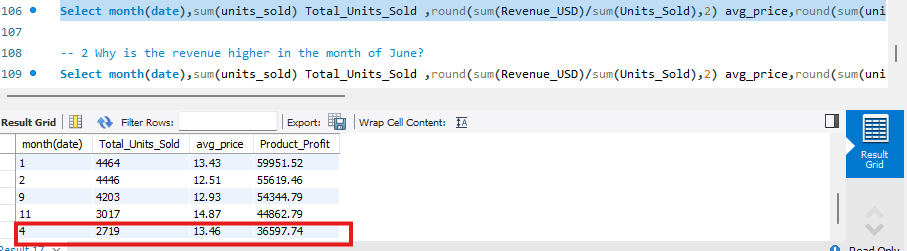 106 Select month(date),sum(units_sold) Total_Units_Sold ,round(sum(Revenue_USD)/sum(Units_Sold),2) avg_price,round(sum(uni
107
108 -- 2 Why is the revenue higher in the month of June?
109 Select month(date),sum(units_sold) Total_Units_Sold ,round(sum(Revenue_USD)/sum(Units_Sold),2) avg_price,round(sum(uni
Result Grid Filter Rows: Export: Wrap Cell Content:
month(date) Total_Units_Sold avg_price Product_Profit
1 4464 13.43 59951.52
2 4446 12.51 55619.46
9 4203 12.93 54344.79
11 3017 14.87 44862.79
4 2719 13.46 36597.74
Result
Grid
Result 17 Read Only